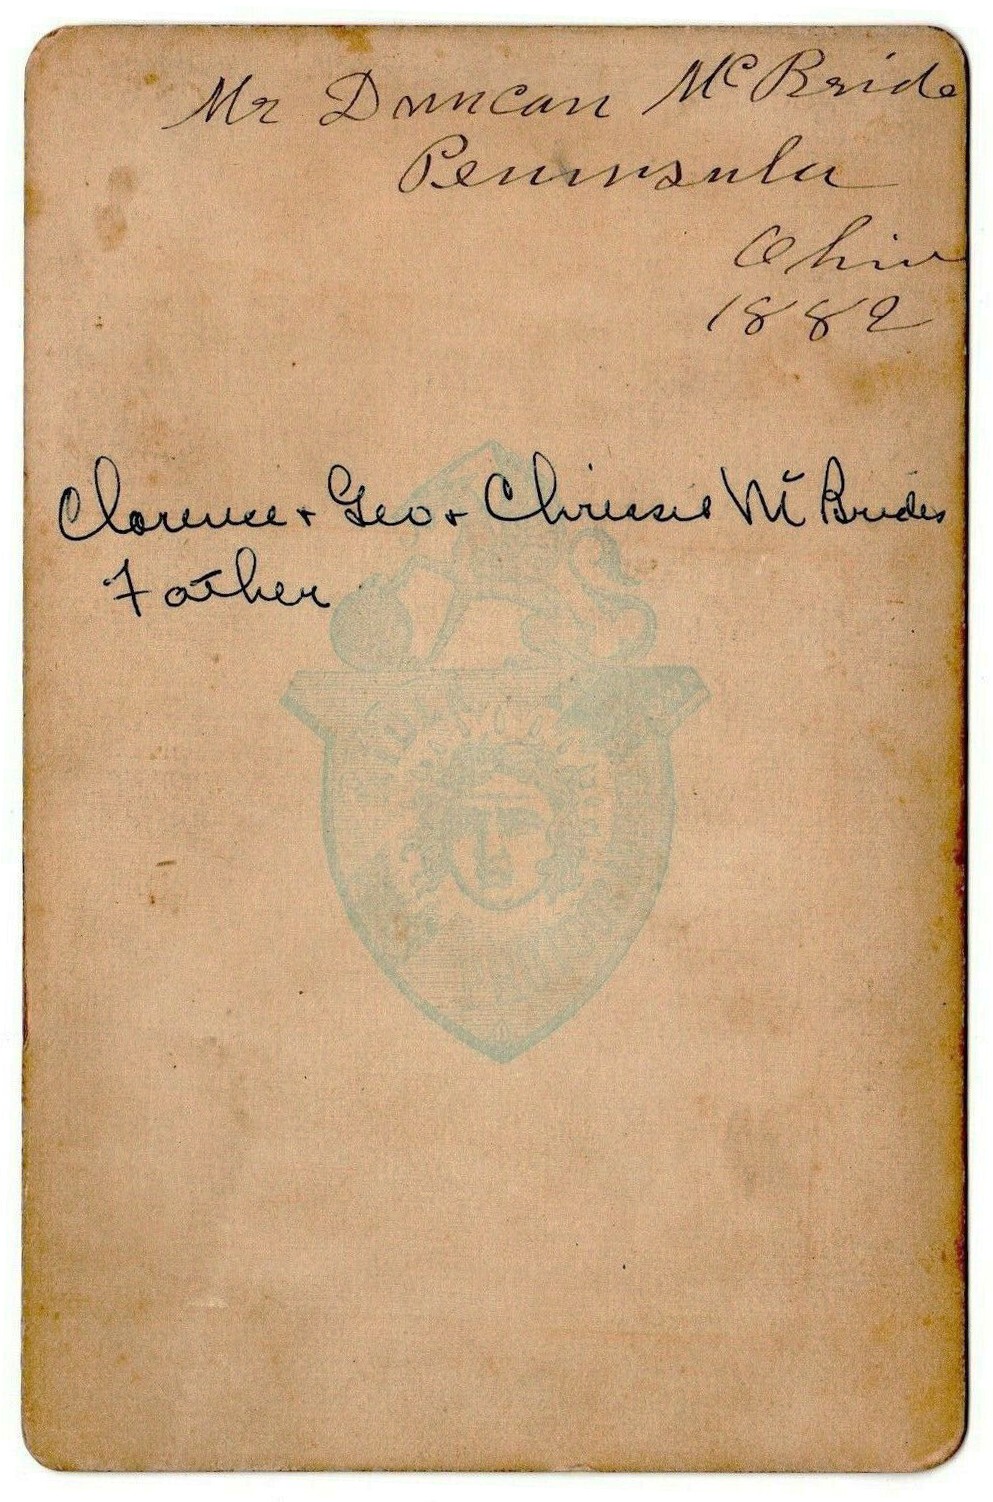 Mr Duncan McBride
Peninsula
Ohio
1882
Clarence + Geo + Chrissie McBrides
Father